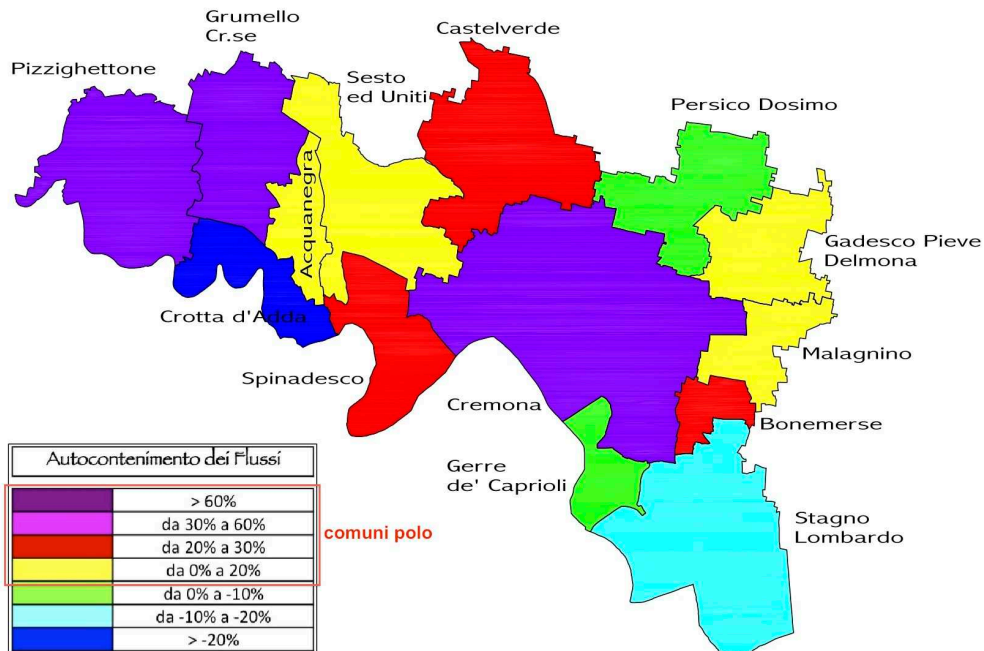 Grumello
Cr.se
Castelverde
Pizzighettone
Sesto
ed Uniti
Persico Dosimo
Acquanegra
Gadesco Pieve
Delmona
Crotta d'Adda
Malagnino
Spinadesco
Cremona
Bonemerse
Gerre
de' Caprioli
Stagno
Lombardo
Autocontenimento dei Flussi
> 60%
da 30% a 60%
da 20% a 30%
da 0% a 20%
da 0% a -10%
da -10% a -20%
> -20%
comuni polo